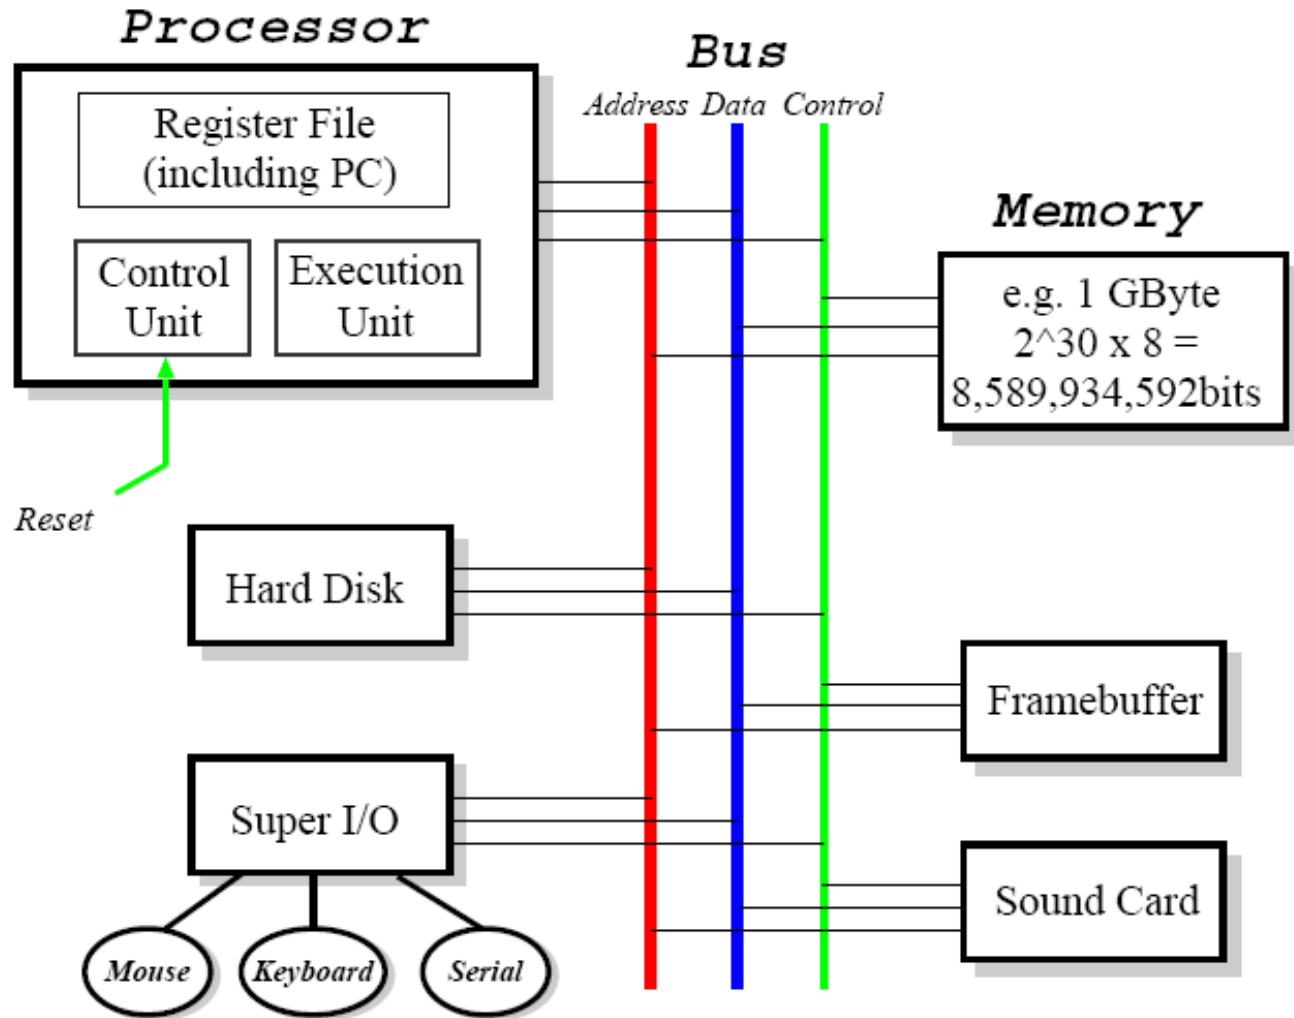 Processor
Bus
Address Data Control
Register File
(including PC)
Control
Unit
Execution
Unit
Reset
Memory
e.g. 1 GByte
2^30 x 8 =
8,589,934,592bits
Hard Disk
Framebuffer
Super I/O
Sound Card
Mouse
Keyboard
Serial